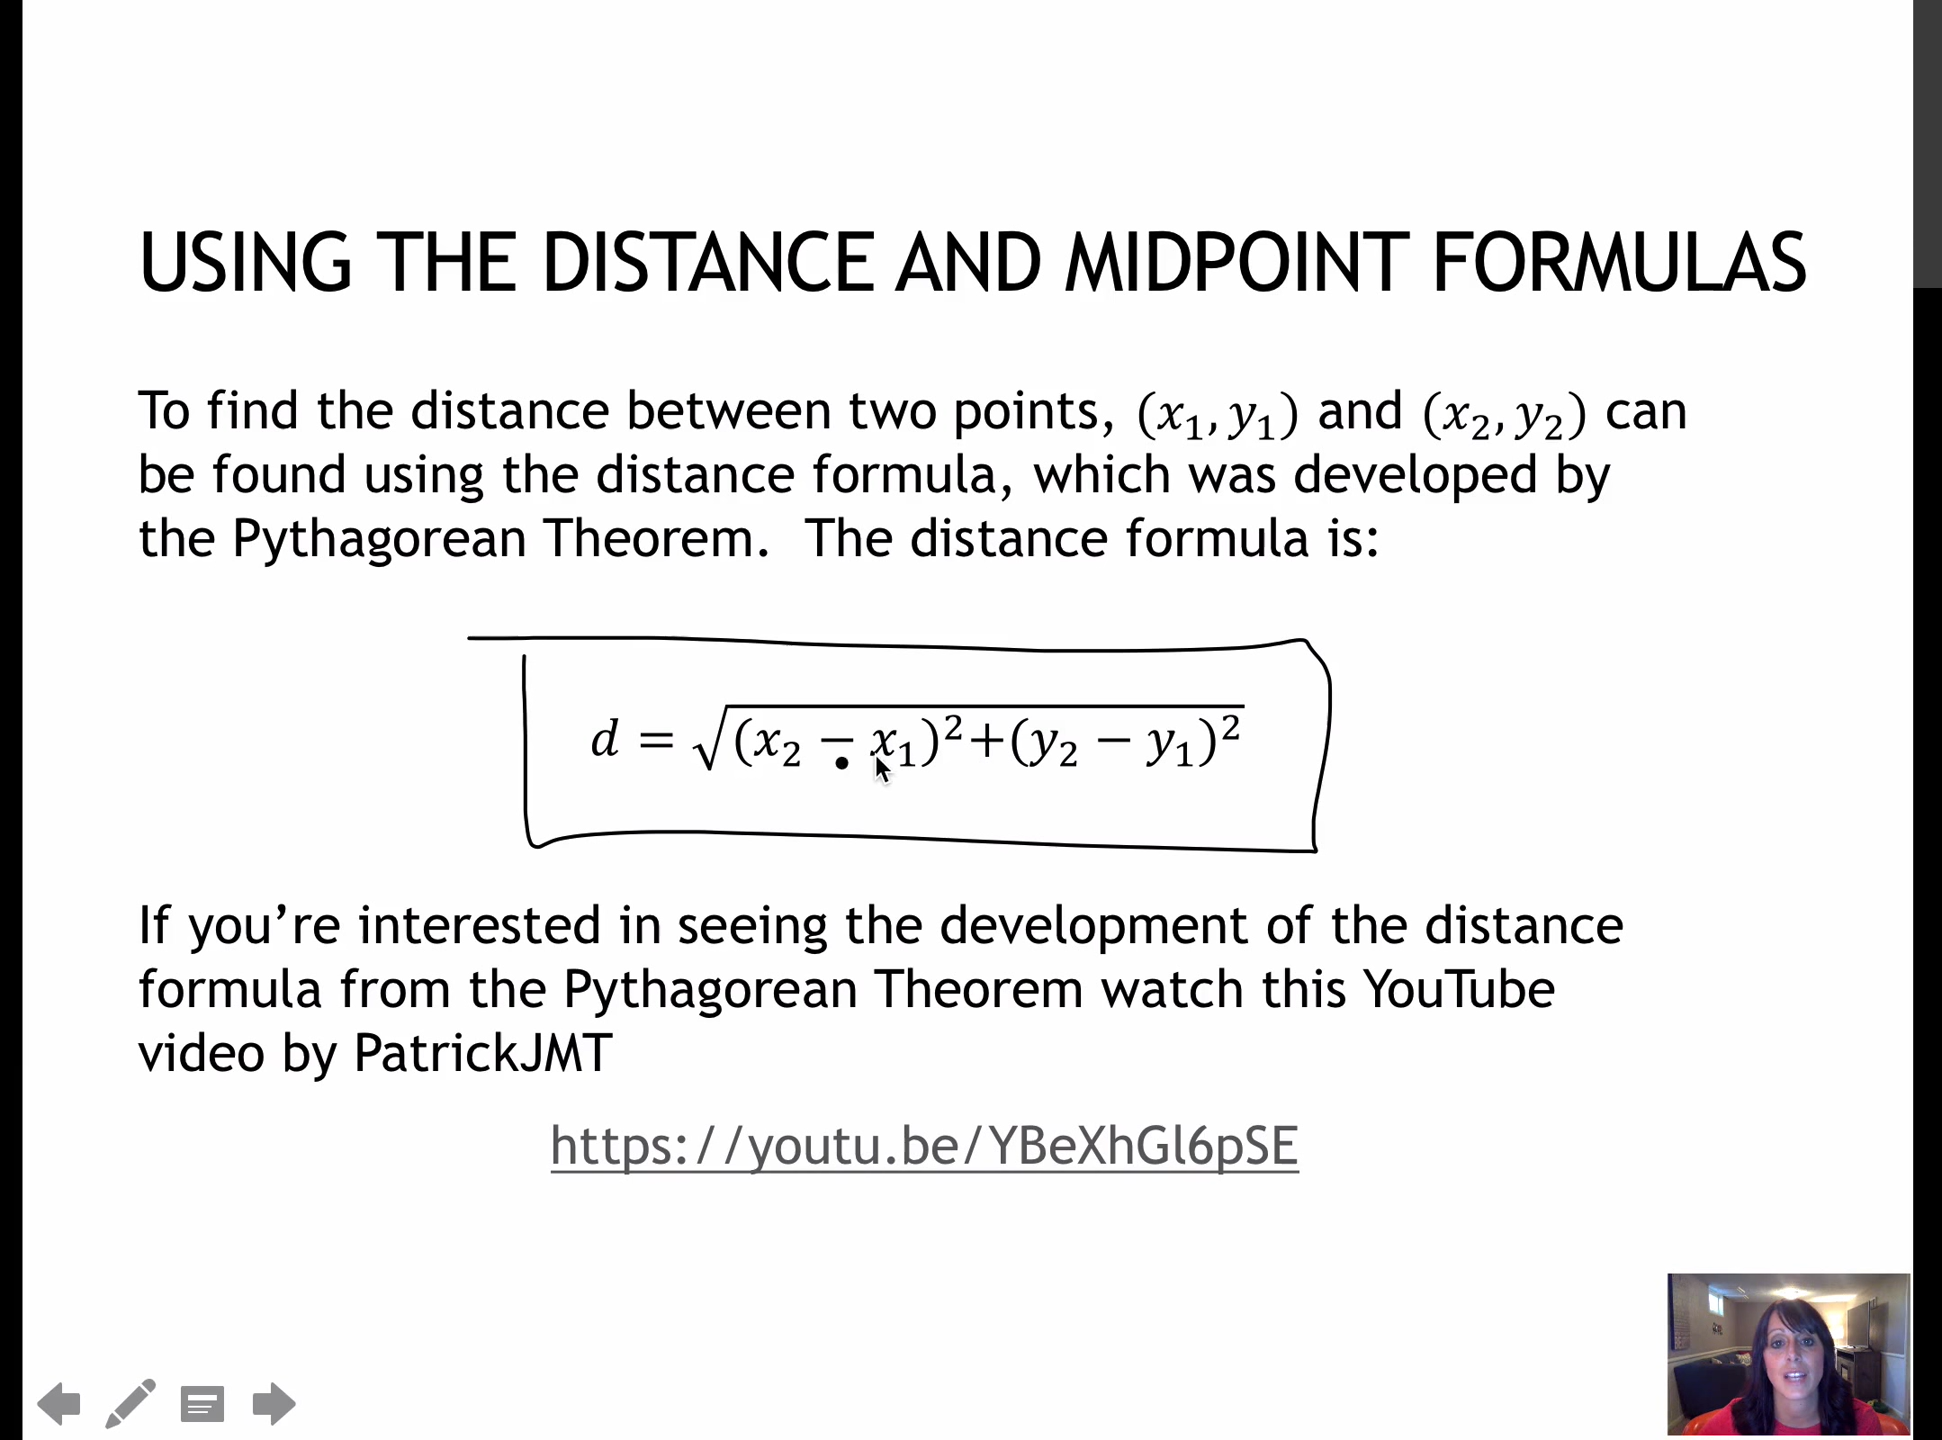 USING THE DISTANCE AND MIDPOINT FORMULAS
To find the distance between two points, (x₁, y₁) and (x₂, y₂) can
be found using the distance formula, which was developed by
the Pythagorean Theorem.  The distance formula is:
d = √(x₂ − x₁)²+(y₂ − y₁)²
If you’re interested in seeing the development of the distance
formula from the Pythagorean Theorem watch this YouTube
video by PatrickJMT
https://youtu.be/YBeXhGl6pSE